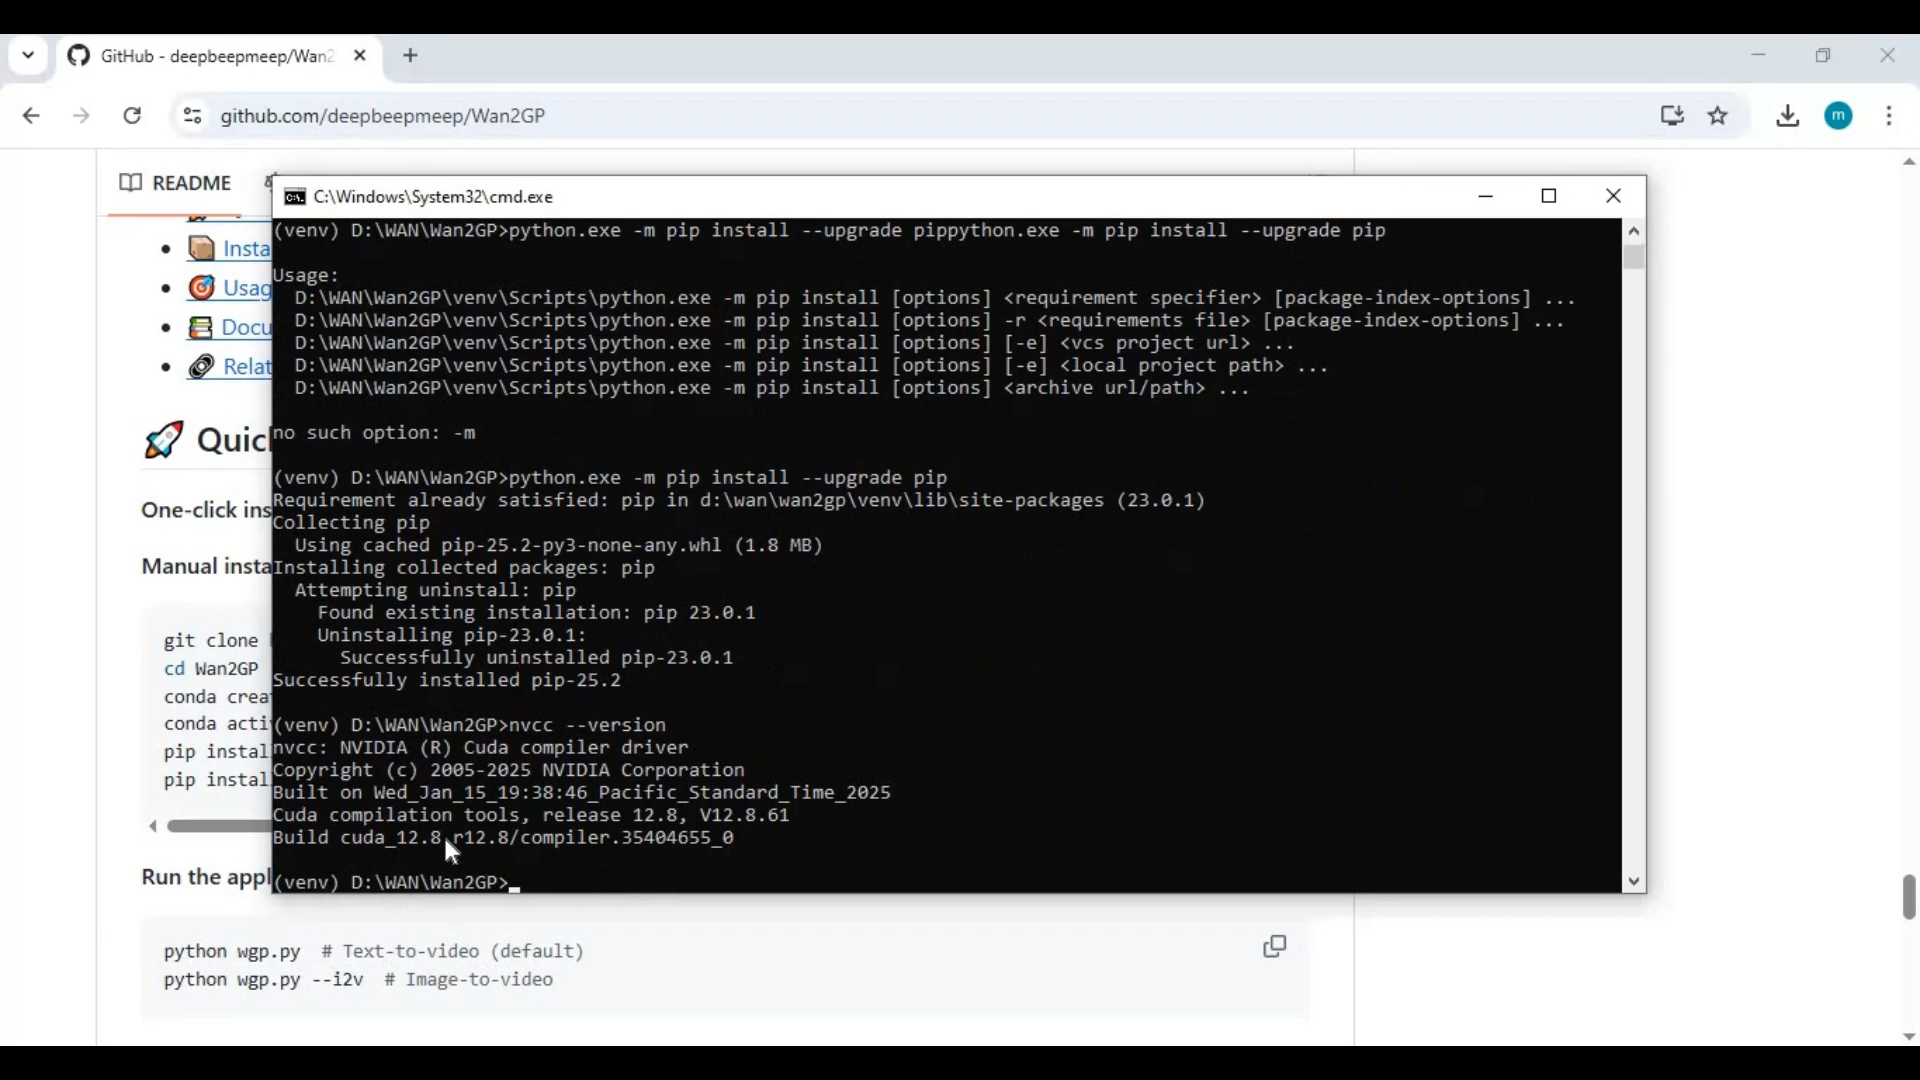 GitHub - deepbeepmeep/Wan2
github.com/deepbeepmeep/Wan2GP
m
README
Insta
Usag
Docu
Relat
Quic
One-click ins
Manual insta
git clone
cd Wan2GP
conda crea
conda acti
pip instal
pip instal
Run the appl
python wgp.py  # Text-to-video (default)
python wgp.py --i2v  # Image-to-video
C:\Windows\System32\cmd.exe
(venv) D:\WAN\Wan2GP>python.exe -m pip install --upgrade pippython.exe -m pip install --upgrade pip
Usage:
D:\WAN\Wan2GP\venv\Scripts\python.exe -m pip install [options] <requirement specifier> [package-index-options] ...
D:\WAN\Wan2GP\venv\Scripts\python.exe -m pip install [options] -r <requirements file> [package-index-options] ...
D:\WAN\Wan2GP\venv\Scripts\python.exe -m pip install [options] [-e] <vcs project url> ...
D:\WAN\Wan2GP\venv\Scripts\python.exe -m pip install [options] [-e] <local project path> ...
D:\WAN\Wan2GP\venv\Scripts\python.exe -m pip install [options] <archive url/path> ...
no such option: -m
(venv) D:\WAN\Wan2GP>python.exe -m pip install --upgrade pip
Requirement already satisfied: pip in d:\wan\wan2gp\venv\lib\site-packages (23.0.1)
Collecting pip
Using cached pip-25.2-py3-none-any.whl (1.8 MB)
Installing collected packages: pip
Attempting uninstall: pip
Found existing installation: pip 23.0.1
Uninstalling pip-23.0.1:
Successfully uninstalled pip-23.0.1
Successfully installed pip-25.2
(venv) D:\WAN\Wan2GP>nvcc --version
nvcc: NVIDIA (R) Cuda compiler driver
Copyright (c) 2005-2025 NVIDIA Corporation
Built on Wed_Jan_15_19:38:46_Pacific_Standard_Time_2025
Cuda compilation tools, release 12.8, V12.8.61
Build cuda_12.8.r12.8/compiler.35404655_0
(venv) D:\WAN\Wan2GP>